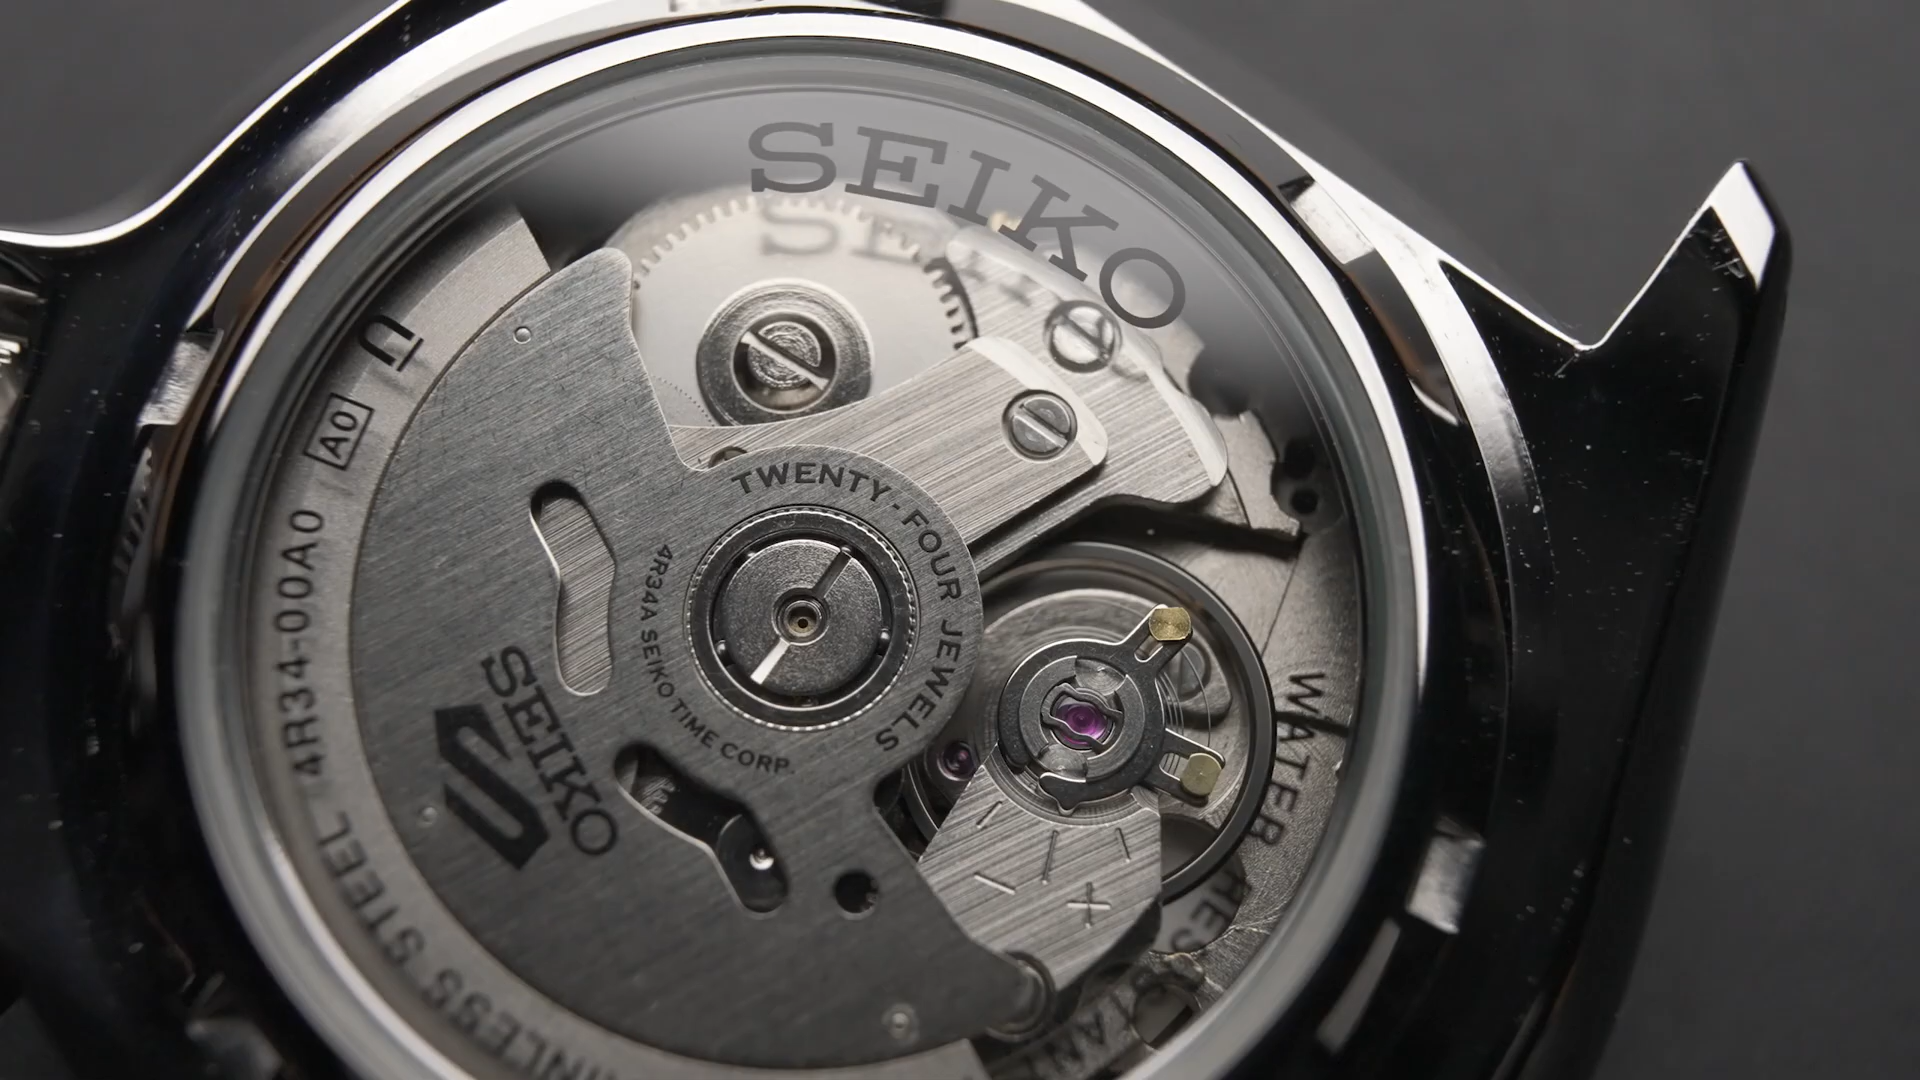 SEIKO
TWENTY-FOUR JEWELS
4R34A SEIKO TIME CORP.
SEIKO
S
U
A0
4R34-00A0
STEEL
WATER
+